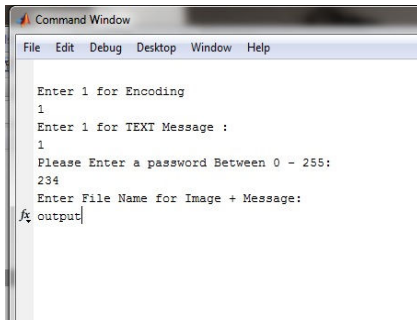 Command Window
File Edit Debug Desktop Window Help
Enter 1 for Encoding
1
Enter 1 for TEXT Message :
1
Please Enter a password Between 0 - 255:
234
Enter File Name for Image + Message:
fx output